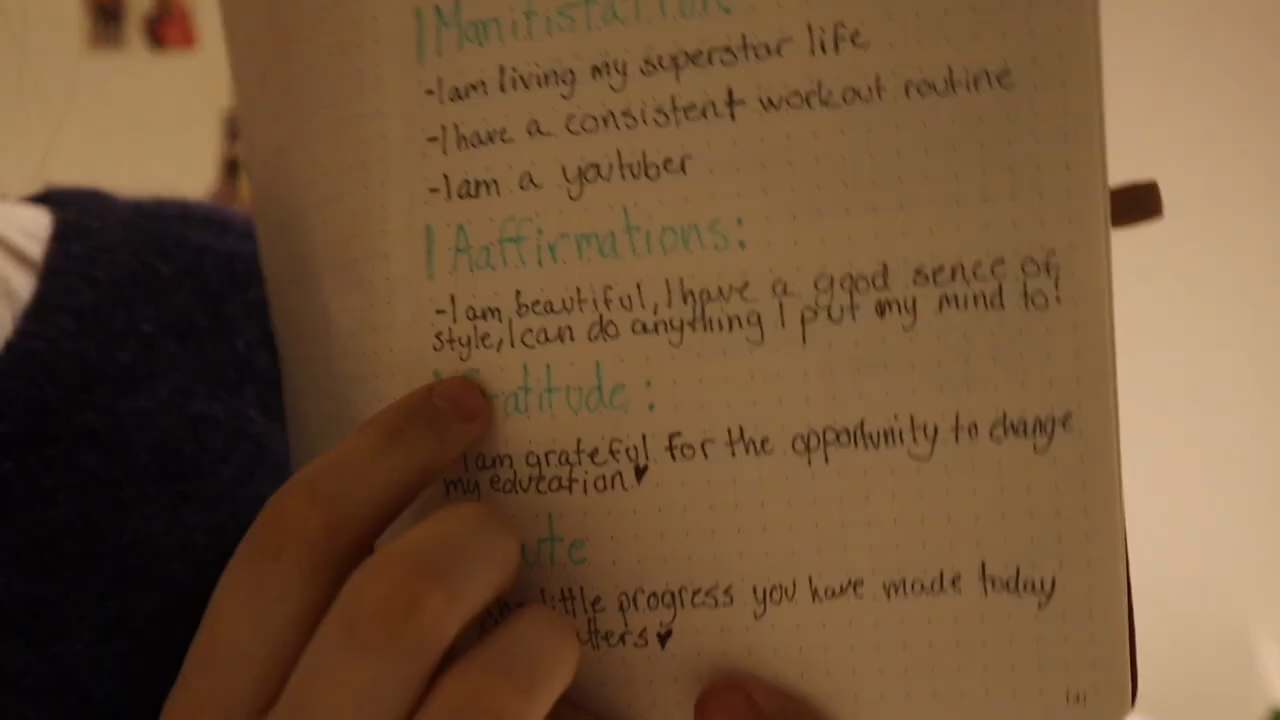 Manifistation
-I am living my superstar life
-I have a consistent workout routine
-I am a youtuber
Aaffirmations:
-I am beautiful, I have a good sence of
style, I can do anything I put my mind to!
Gratitude:
I am grateful for the opportunity to change
my education♥
little progress you have made today
♥